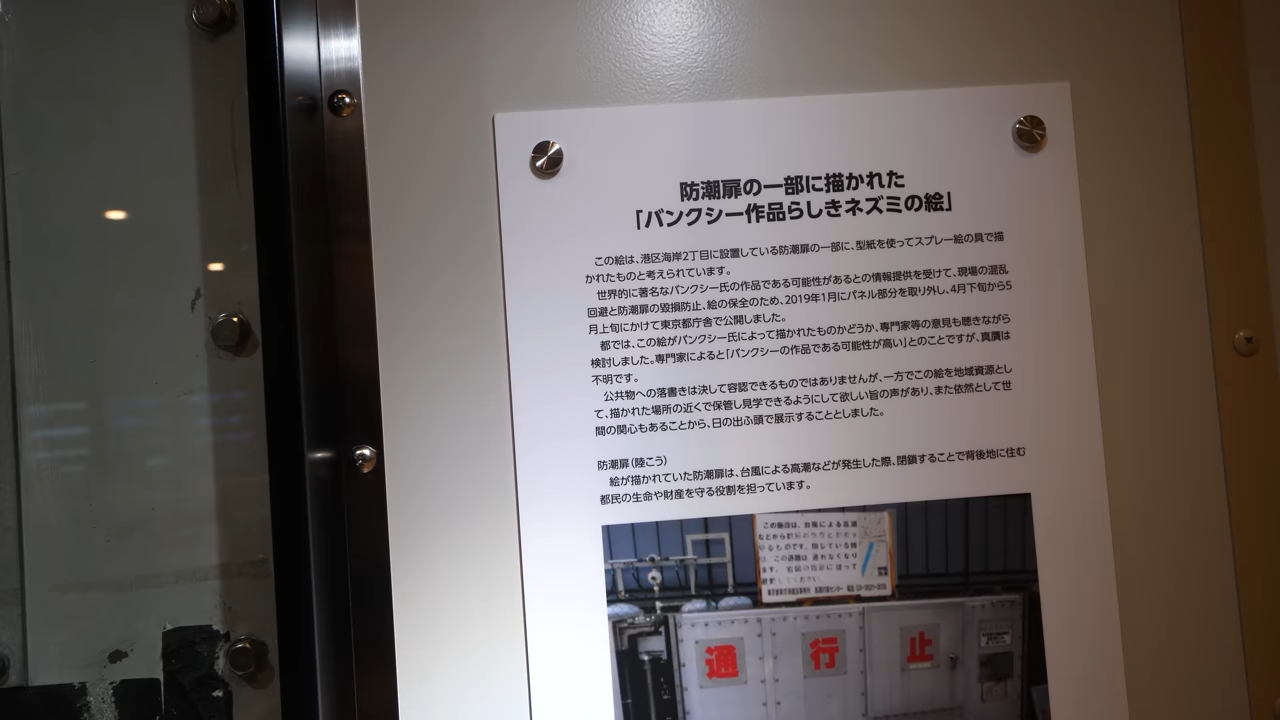 防潮扉の一部に描かれた
「バンクシー作品らしきネズミの絵」
この絵は、港区海岸2丁目に設置している防潮扉の一部に、型紙を使ってスプレー絵の具で描
かれたものと考えられています。
世界的に著名なバンクシー氏の作品である可能性があるとの情報提供を受けて、現場の混乱
回避と防潮扉の毀損防止、絵の保全のため、2019年1月にパネル部分を取り外し、4月下旬から5
月上旬にかけて東京都庁舎で公開しました。
都では、この絵がバンクシー氏によって描かれたものかどうか、専門家等の意見も聴きながら
検討しました。専門家によると「バンクシーの作品である可能性が高い」とのことですが、真贋は
不明です。
公共物への落書きは決して容認できるものではありませんが、一方でこの絵を地域資源とし
て、描かれた場所の近くで保管し見学できるようにして欲しい旨の声があり、また依然として世
間の関心もあることから、日の出ふ頭で展示することとしました。
防潮扉（陸こう）
絵が描かれていた防潮扉は、台風による高潮などが発生した際、閉鎖することで背後地に住む
都民の生命や財産を守る役割を担っています。
この施設は、台風による高潮
通 行 止